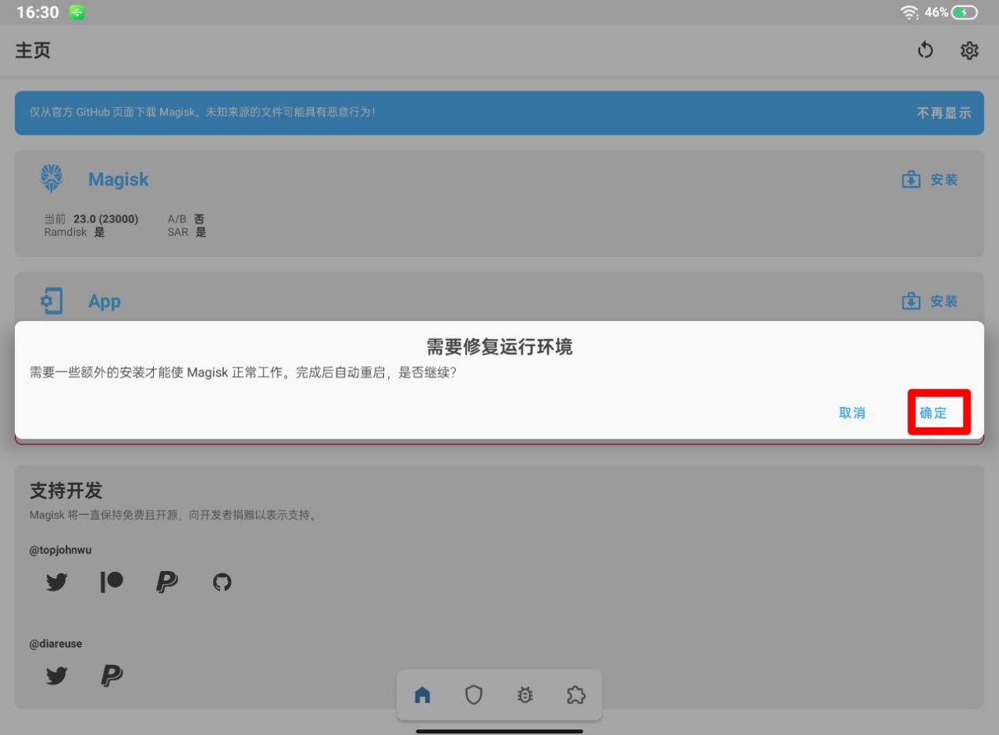 16:30
46%
主页
仅从官方 GitHub 页面下载 Magisk。未知来源的文件可能具有恶意行为!
不再显示
Magisk
安装
当前 23.0 (23000) A/B 否
Ramdisk 是 SAR 是
App
安装
需要修复运行环境
需要一些额外的安装才能使 Magisk 正常工作。完成后自动重启，是否继续？
取消
确定
支持开发
Magisk 将一直保持免费且开源，向开发者捐赠以表示支持。
@topjohnwu
@diareuse